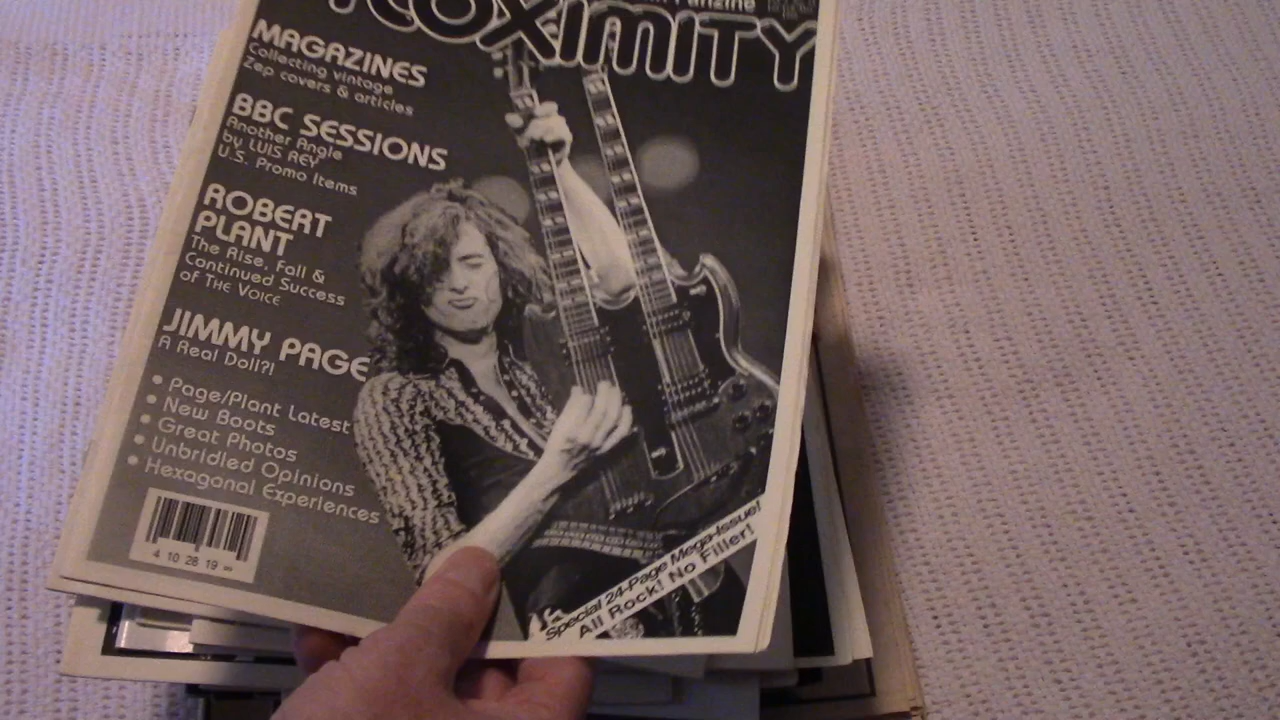 Fanzine
ROXIMITY
MAGAZINES
Collecting vintage
Zep covers & articles
BBC SESSIONS
Another Angle
by LUIS REY
U.S. Promo Items
ROBERT
PLANT
The Rise, Fall &
Continued Success
of THE VOICE
JIMMY PAGE
A Real Doll?!
• Page/Plant Latest
• New Boots
• Great Photos
• Unbridled Opinions
• Hexagonal Experiences
4 10 28 19
Special 24-Page Mega-Issue!
All Rock! No Filler!